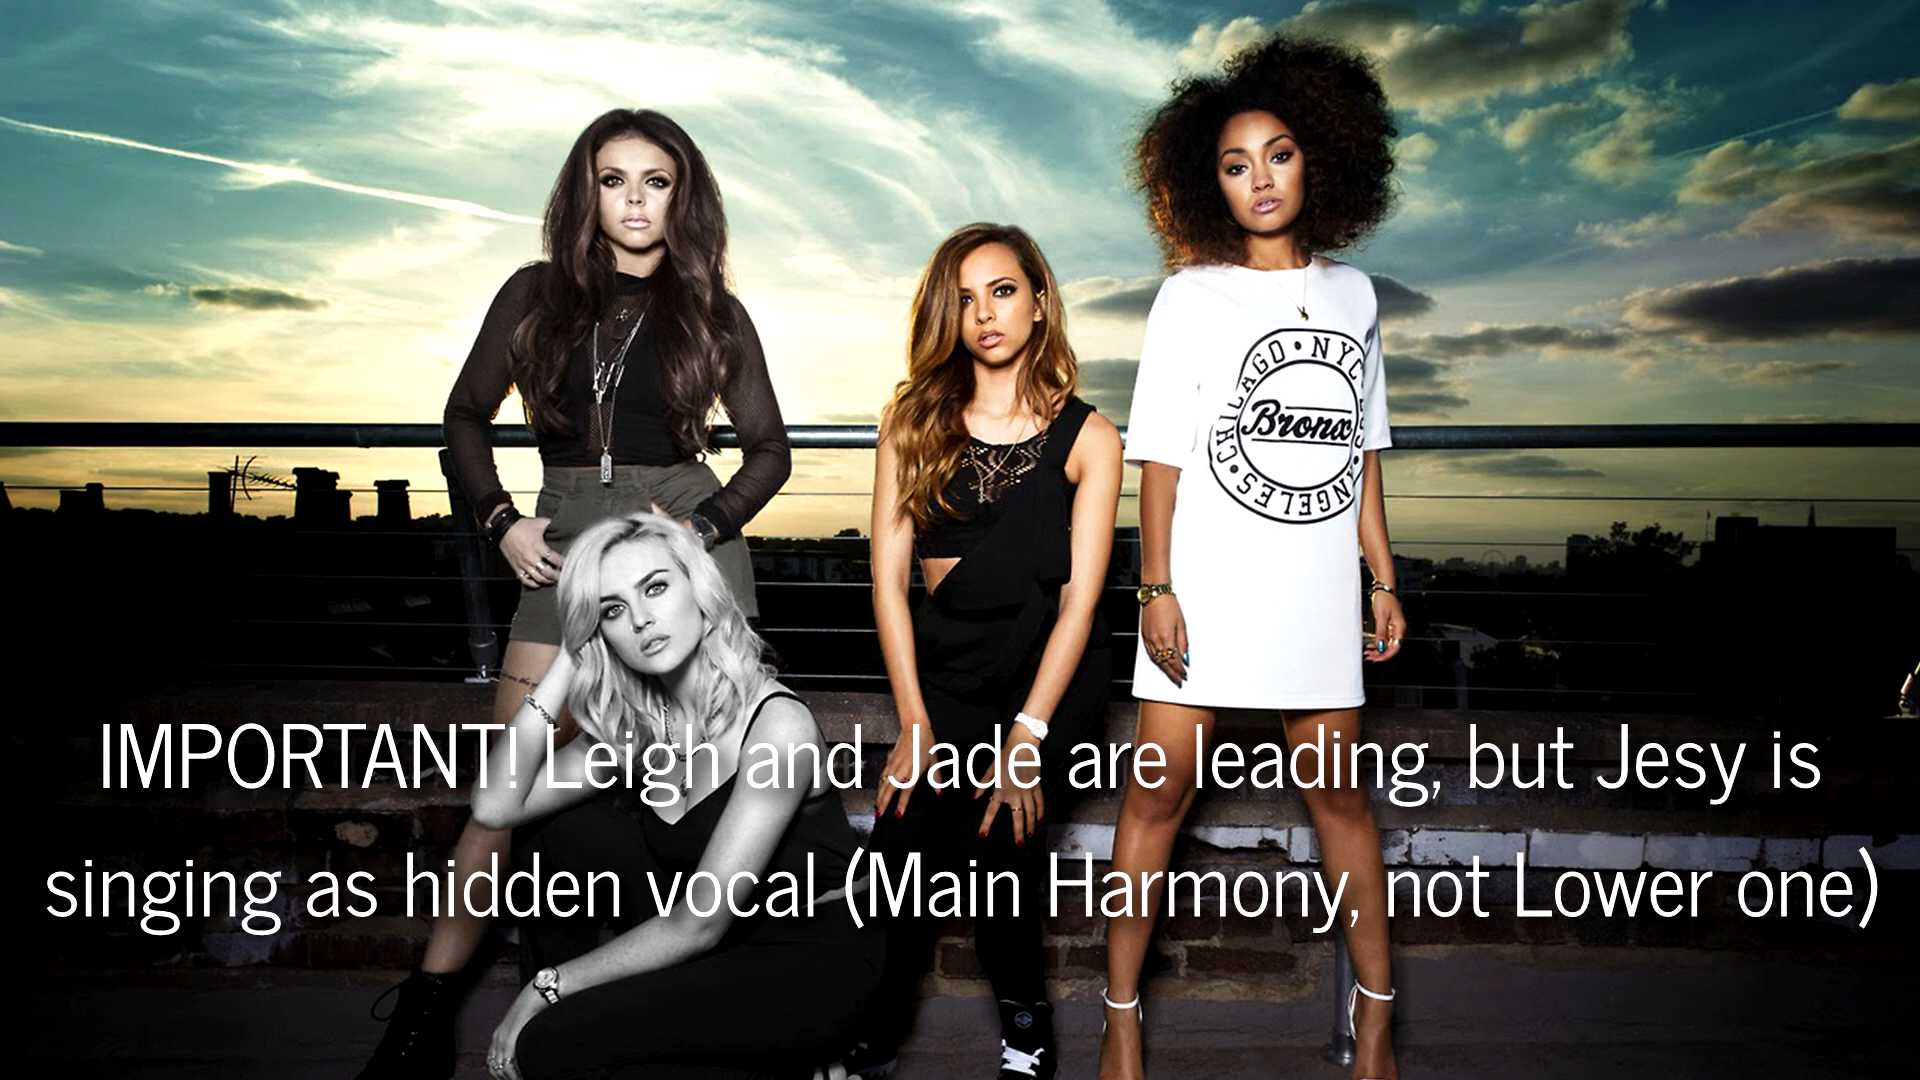 CHICAGO • NYC
Bronx
ANGELES
IMPORTANT! Leigh and Jade are leading, but Jesy is
singing as hidden vocal (Main Harmony, not Lower one)